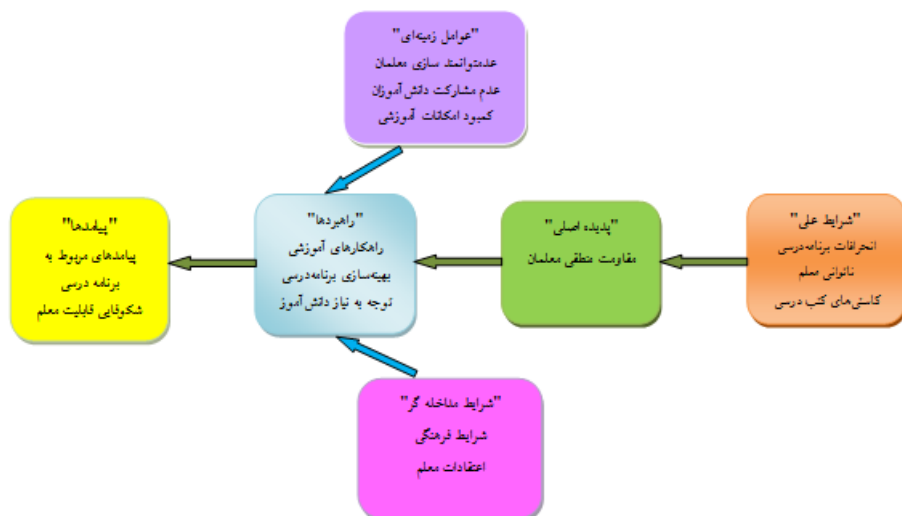 "عوامل زمینه‌ای"
عدمتوانمند سازی معلمان
عدم مشارکت دانش آموزان
کمبود امکانات آموزشی
"شرایط علی"
انحرافات برنامه‌درسی
ناتوانی معلم
کاستی‌های کتب درسی
"پدیده اصلی"
مقاومت منطقی معلمان
"راهبردها"
راهکارهای آموزشی
بهینه‌سازی برنامه‌درسی
توجه به نیاز دانش آموز
"پیامدها"
پیامدهای مربوط به
برنامه درسی
شکوفایی قابلیت معلم
"شرایط مداخله گر"
شرایط فرهنگی
اعتقادات معلم